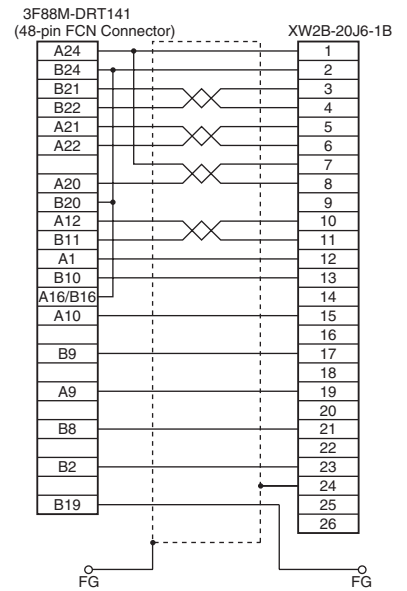 3F88M-DRT141
(48-pin FCN Connector) XW2B-20J6-1B
A24 1
B24 2
B21 3
B22 4
A21 5
A22 6
7
A20 8
B20 9
A12 10
B11 11
A1 12
B10 13
A16/B16 14
A10 15
16
B9 17
18
A9 19
20
B8 21
22
B2 23
24
B19 25
26
FG FG